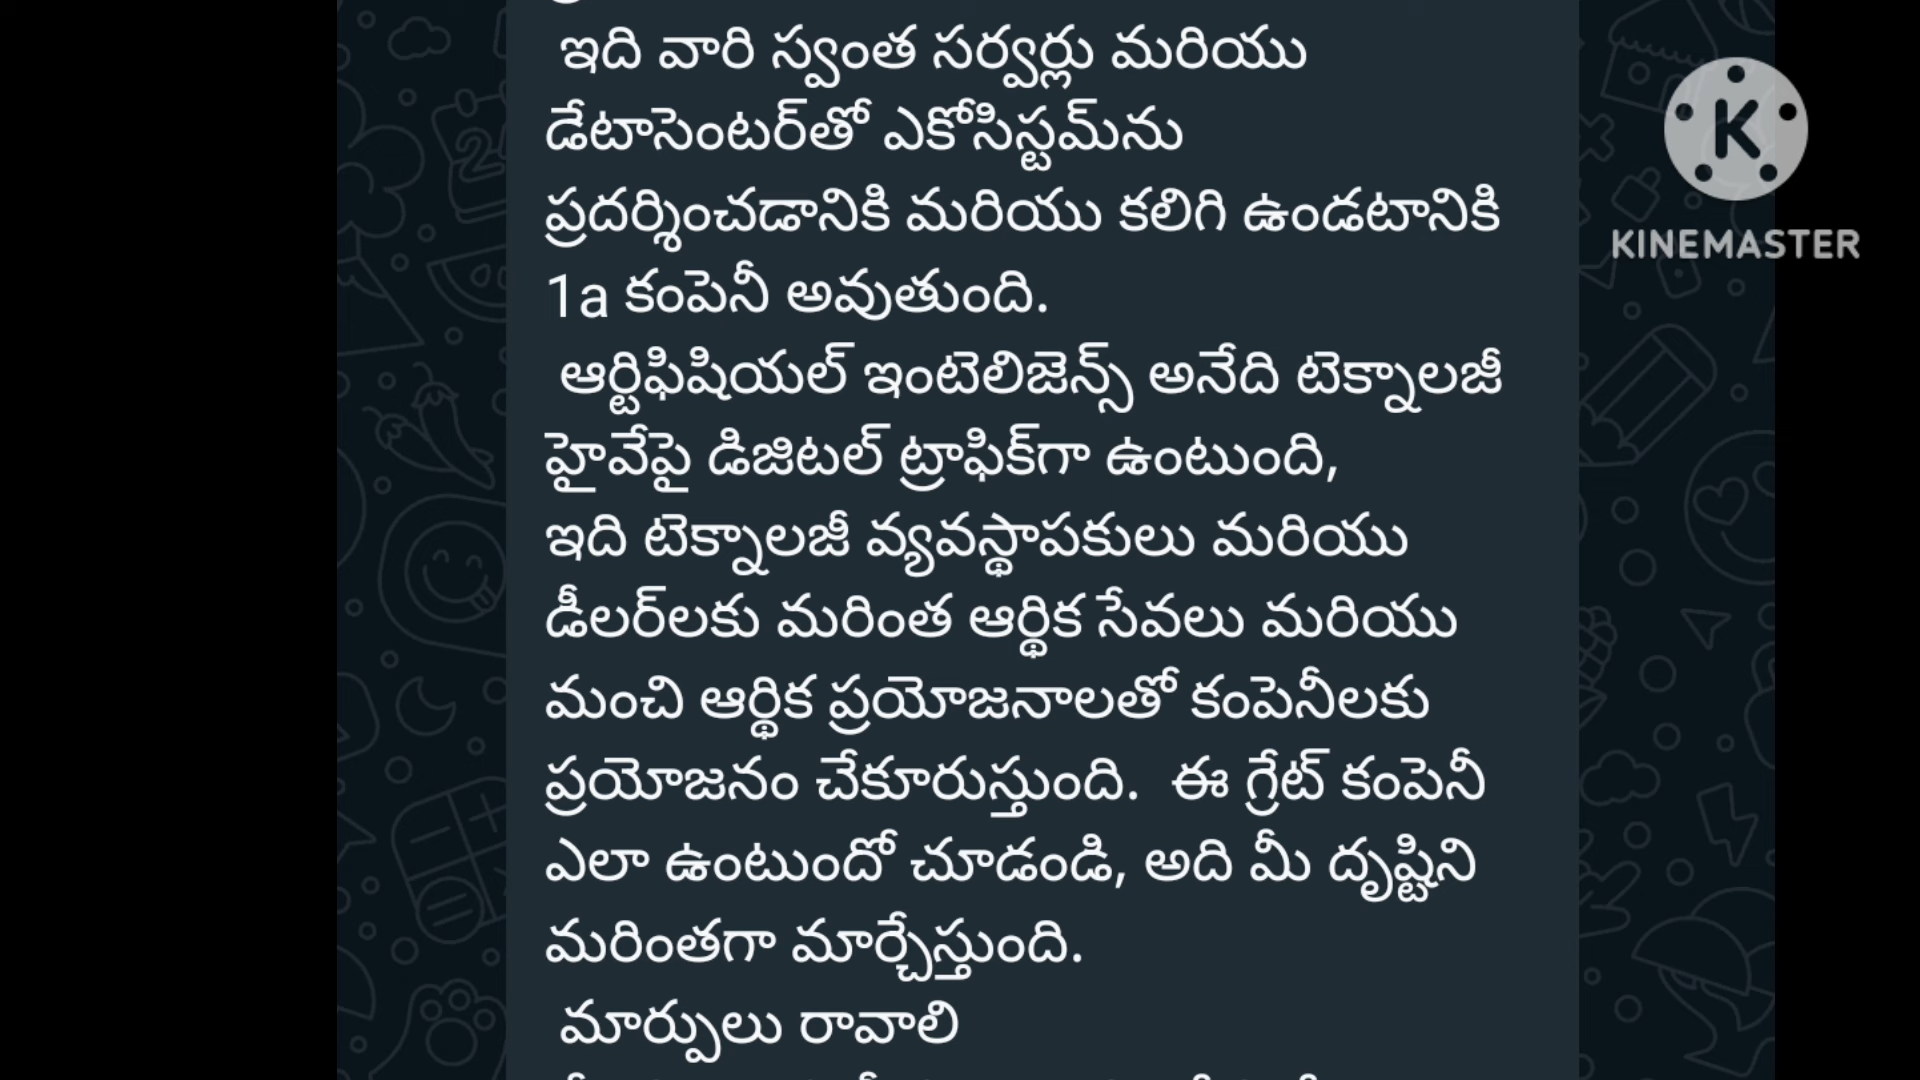 ఇది వారి స్వంత సర్వర్లు మరియు
డేటాసెంటర్‌తో ఎకోసిస్టమ్‌ను
ప్రదర్శించడానికి మరియు కలిగి ఉండటానికి
1a కంపెనీ అవుతుంది.
ఆర్టిఫిషియల్ ఇంటెలిజెన్స్ అనేది టెక్నాలజీ
హైవేపై డిజిటల్ ట్రాఫిక్‌గా ఉంటుంది,
ఇది టెక్నాలజీ వ్యవస్థాపకులు మరియు
డీలర్‌లకు మరింత ఆర్థిక సేవలు మరియు
మంచి ఆర్థిక ప్రయోజనాలతో కంపెనీలకు
ప్రయోజనం చేకూరుస్తుంది.  ఈ గ్రేట్ కంపెనీ
ఎలా ఉంటుందో చూడండి, అది మీ దృష్టిని
మరింతగా మార్చేస్తుంది.
మార్పులు రావాలి
KINEMASTER